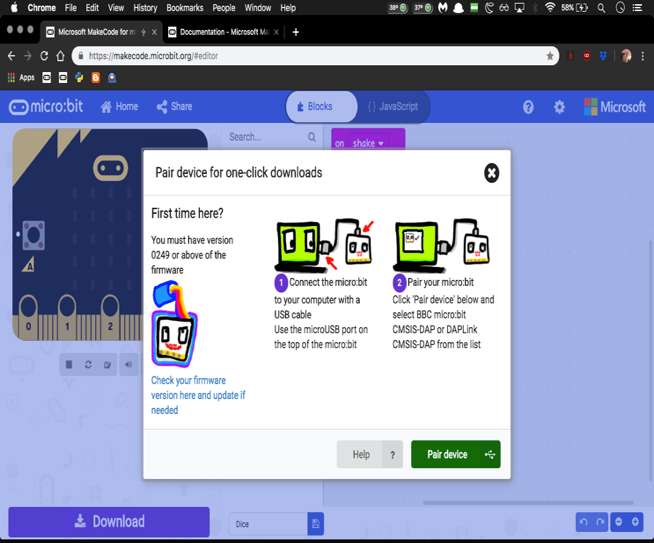 Chrome File Edit View History Bookmarks People Window Help
38° 37° 58%
Microsoft MakeCode for mi
Documentation - Microsoft Ma
https://makecode.microbit.org/#editor
Apps
micro:bit Home Share Blocks {} JavaScript ? Microsoft
Search...
on shake
Pair device for one-click downloads
First time here?
You must have version
0249 or above of the
firmware
Check your firmware
version here and update if
needed
1 Connect the micro:bit
to your computer with a
USB cable
Use the microUSB port on
the top of the micro:bit
2 Pair your micro:bit
Click 'Pair device' below and
select BBC micro:bit
CMSIS-DAP or DAPLink
CMSIS-DAP from the list
A
0 1 2
Help ?
Pair device
Download
Dice